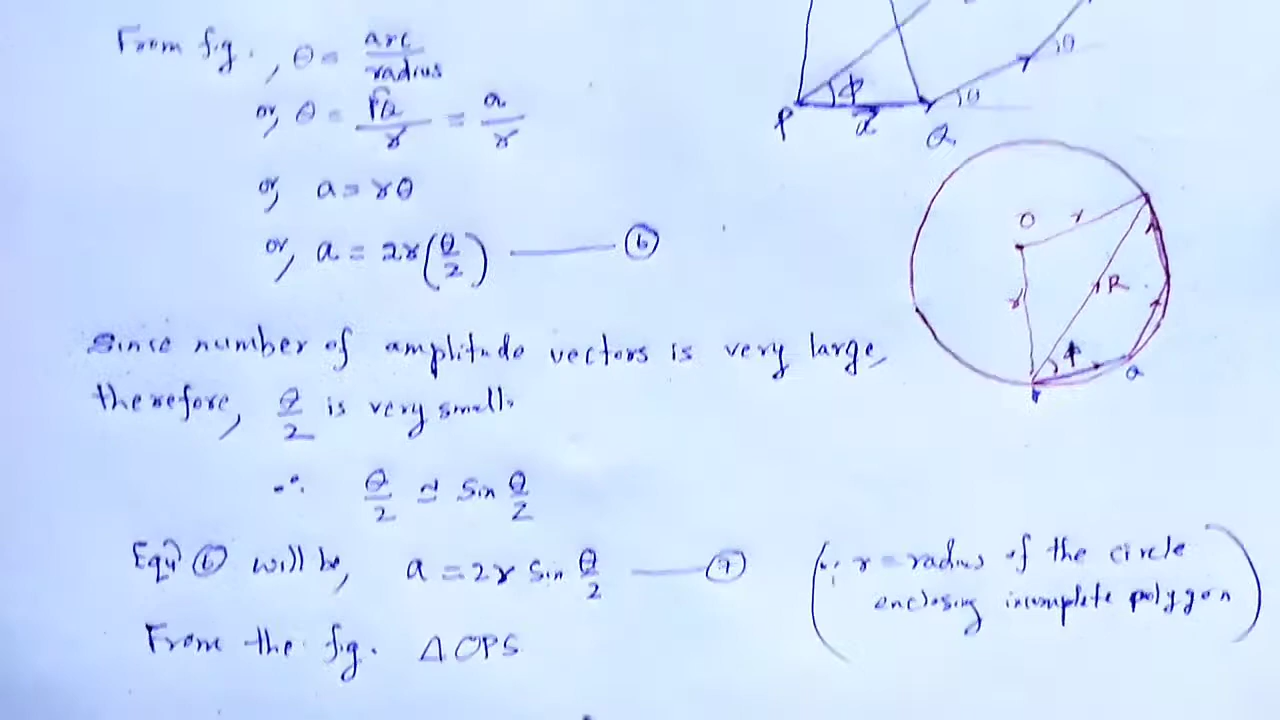 From fig., θ = arc/radius
or, θ = PQ/r = a/r
or, a = rθ
or, a = 2r(θ/2) —— ⑥
Since number of amplitude vectors is very large,
therefore, θ/2 is very small.
∴ θ/2 ≃ sin θ/2
Eqn ⑥ will be, a = 2r sin θ/2 —— ⑦
(∵ r = radius of the circle
enclosing incomplete polygon)
From the fig. ΔOPS
ϕ θ θ
P a Q
O r
r R
ϕ
P Q